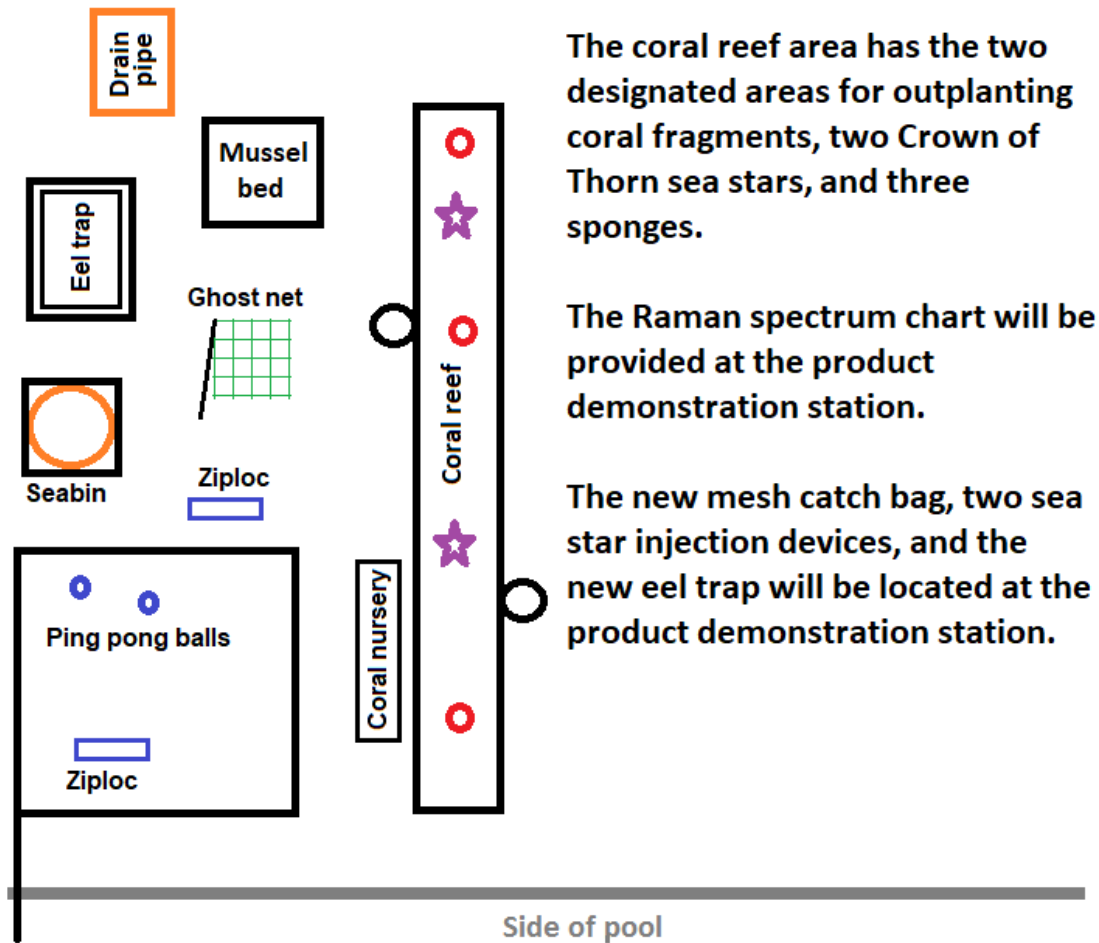 Drain
pipe
Mussel
bed
Eel trap
Ghost net
Coral reef
Seabin
Ziploc
Ping pong balls
Coral nursery
Ziploc
Side of pool
The coral reef area has the two
designated areas for outplanting
coral fragments, two Crown of
Thorn sea stars, and three
sponges.
The Raman spectrum chart will be
provided at the product
demonstration station.
The new mesh catch bag, two sea
star injection devices, and the
new eel trap will be located at the
product demonstration station.